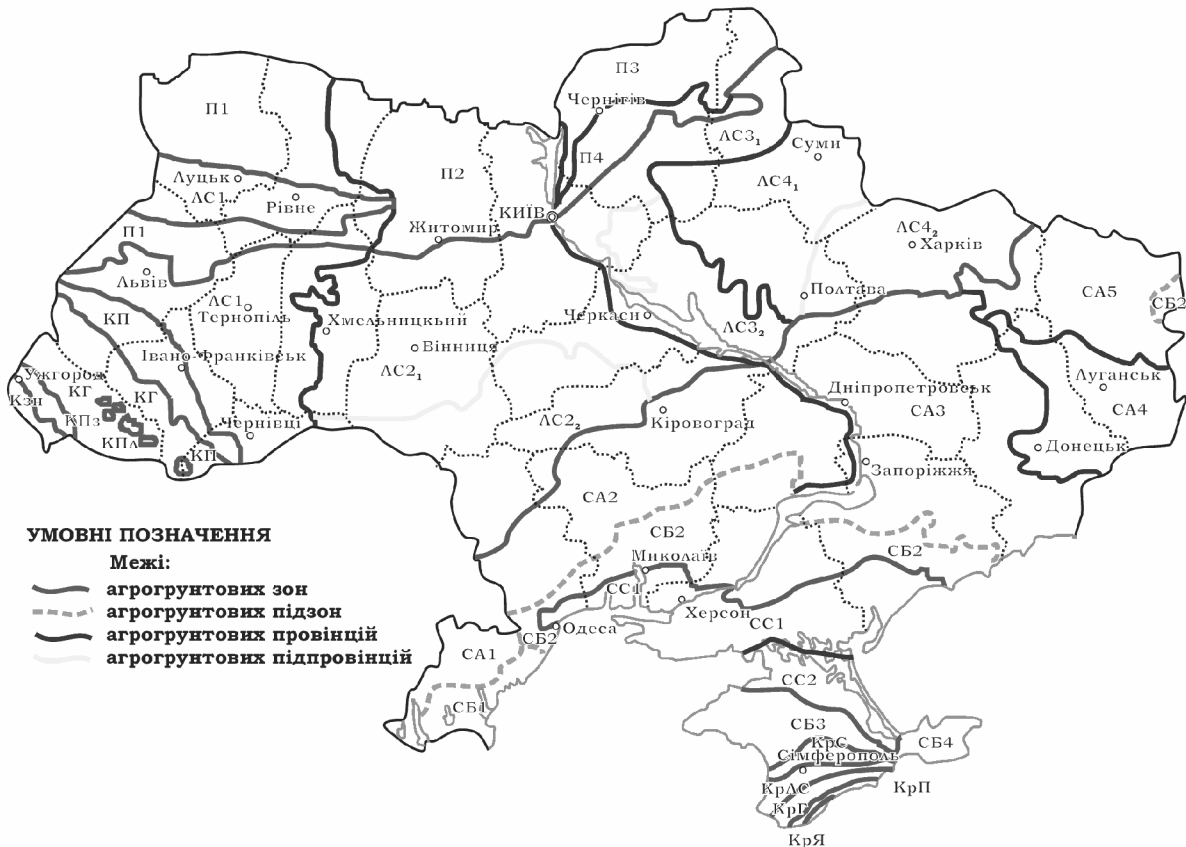 П3
Чернігів
П1
ЛС3₁
Суми
П4
П2
Луцьк
ЛС4₁
ЛС1
Рівне
КИЇВ
П1
Житомир
ЛС4₂
Харків
Львів
СА5
СБ2
ЛС1
Тернопіль
Полтава
КП
Хмельницький
Черкаси
ЛС3₂
Вінниця
Івано-Франківськ
Ужгород
ЛС2₁
Луганськ
КГ
КГ
Дніпропетровськ
Кзн
СА3
СА4
КПз
ЛС2₂
Кіровоград
Чернівці
КПл
Донецьк
КП
Запоріжжя
СА2
УМОВНІ ПОЗНАЧЕННЯ
СБ2
СБ2
Межі:
Миколаїв
агрогрунтових зон
СС1
агрогрунтових підзон
Херсон
СС1
агрогрунтових провінцій
Одеса
СБ2
агрогрунтових підпровінцій
СА1
СС2
СБ1
СБ3
КрС
СБ4
Сімферополь
КрЛС
КрП
КрГ
КрЯ